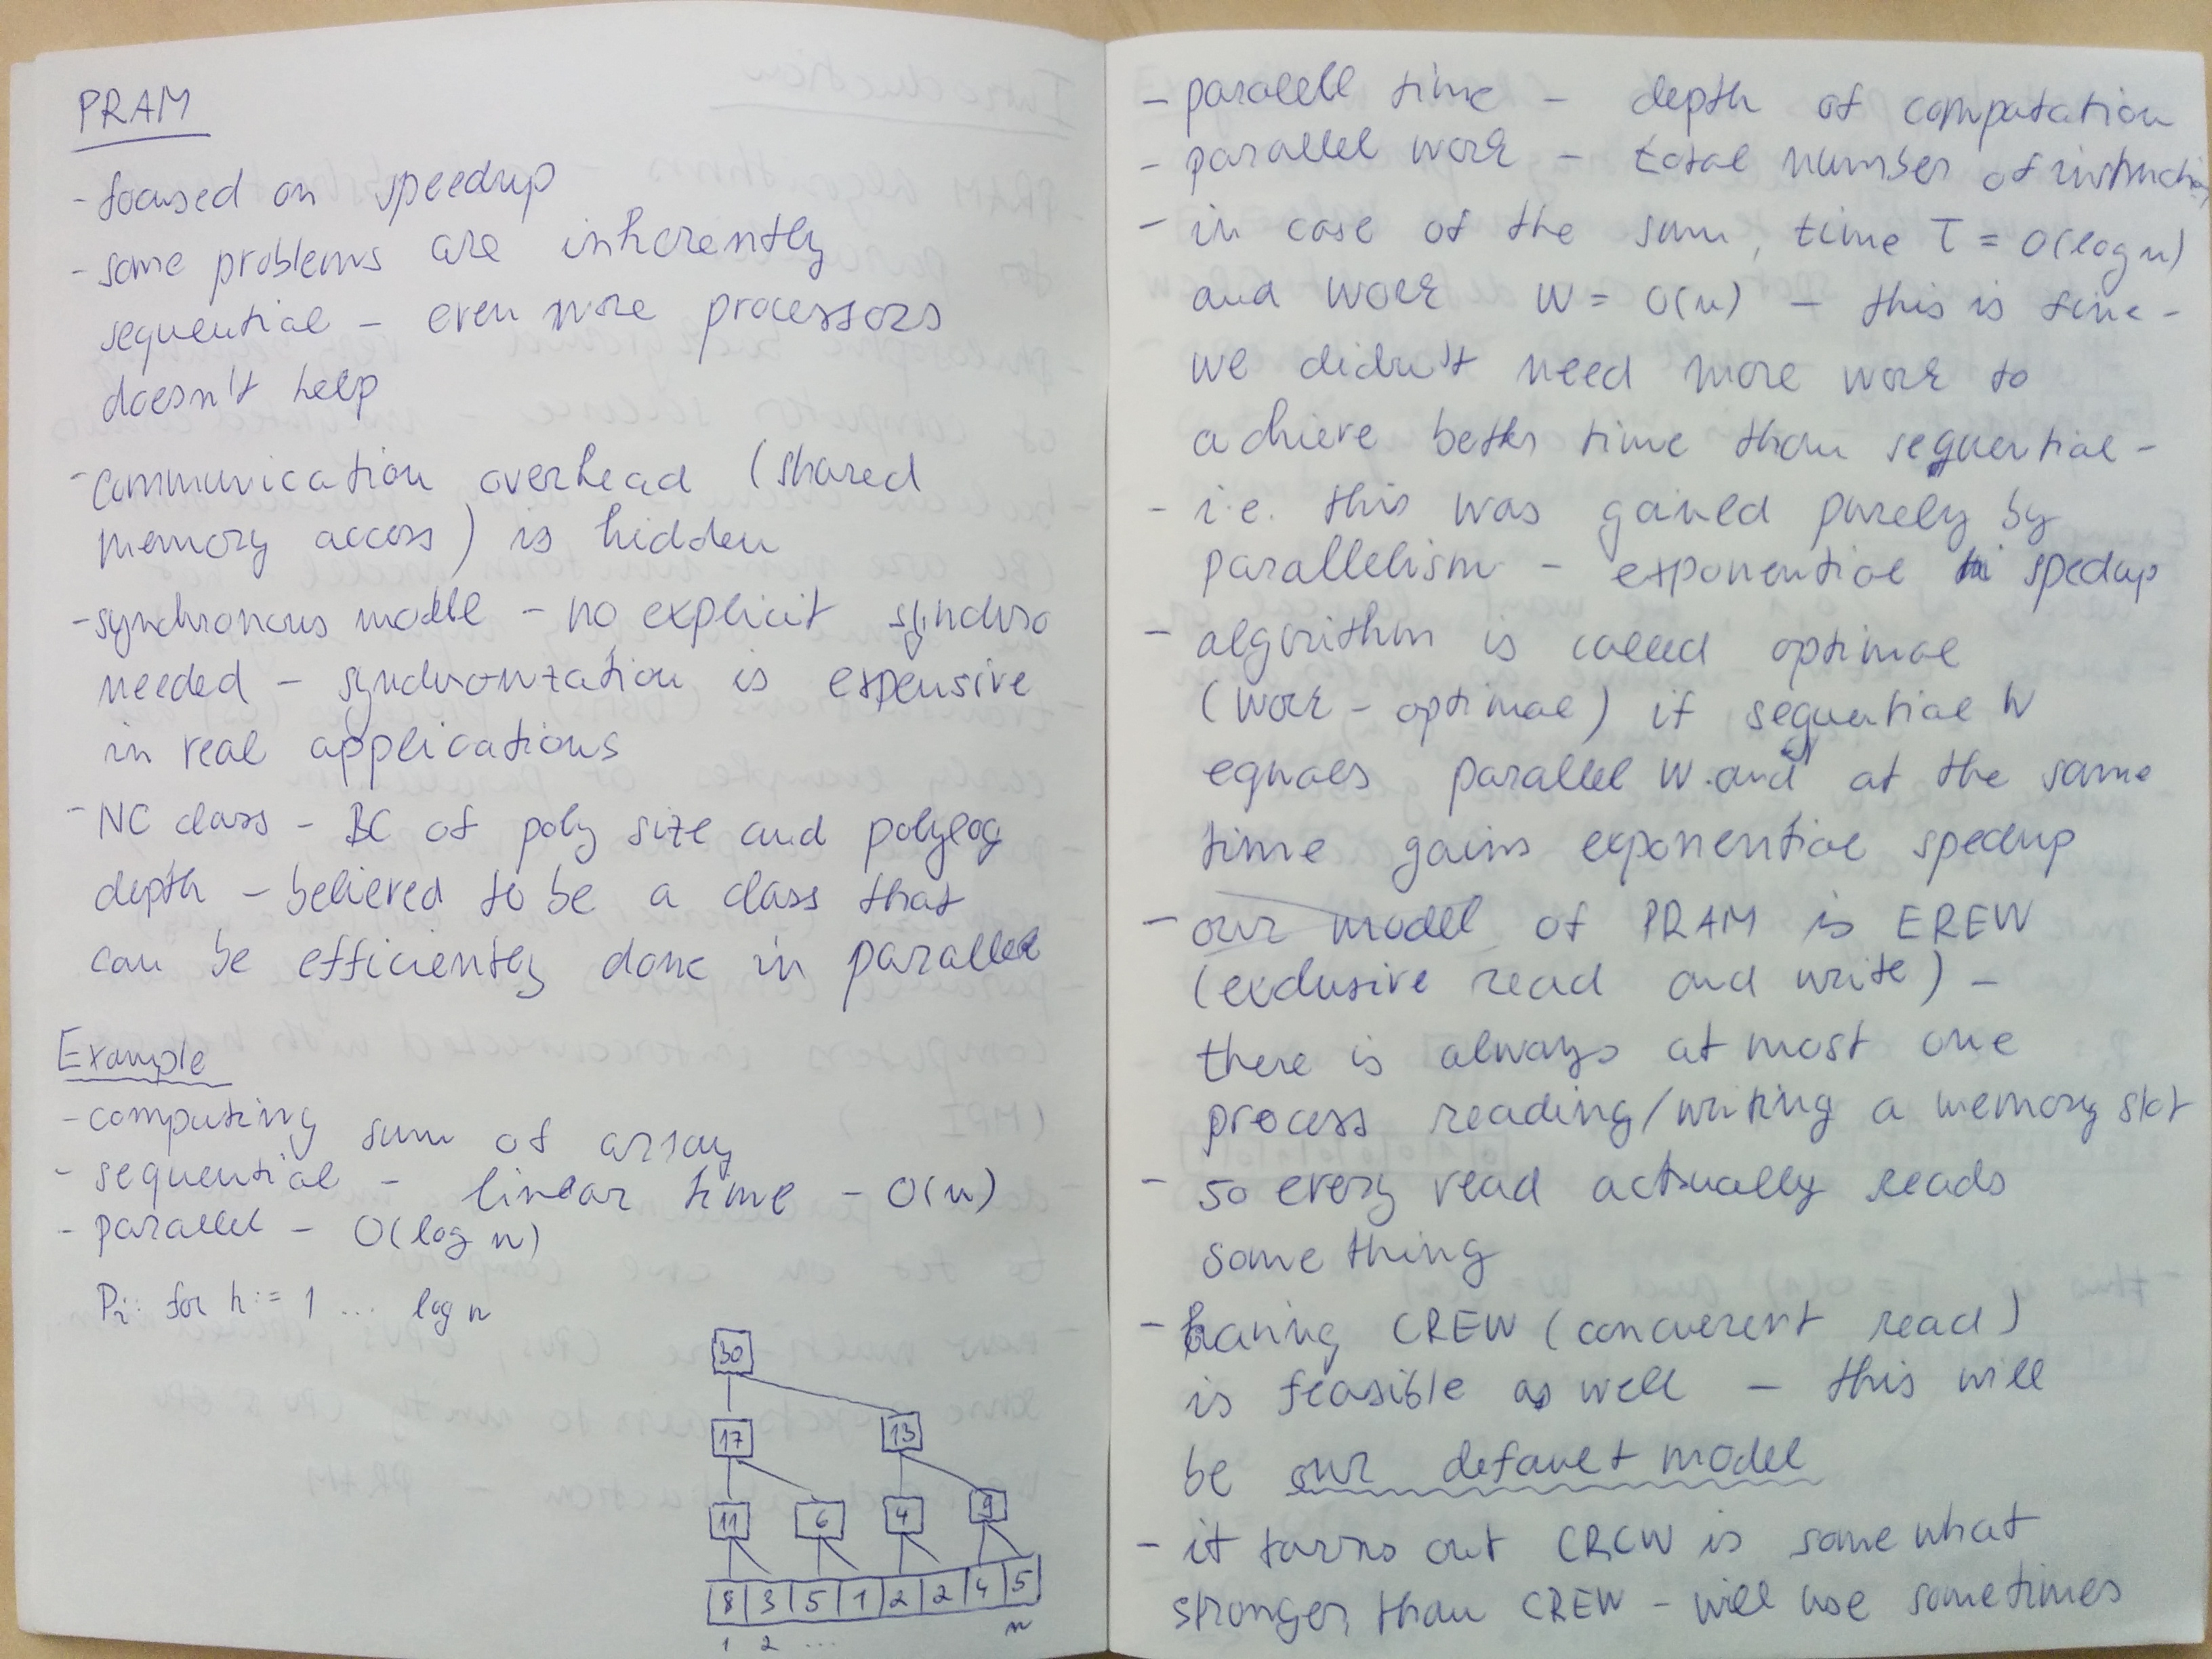 PRAM
- focused on speedup
- some problems are inherently
sequential - even more processors
doesn't help
- communication overhead (shared
memory access) is hidden
- synchronous modell - no explicit synchro
needed - synchronization is expensive
in real applications
- NC class - BC of poly size and polylog
depth - believed to be a class that
can be efficiently done in parallel
Example
- computing sum of array
- sequential - linear time - O(n)
- parallel - O(log n)
Pi: for h := 1 ... log n
30
17 13
11 6 4 9
8 3 5 1 2 2 4 5
1 2 ... n
- paralell time - depth of computation
- parallel work - total number of instruction
- in case of the sum, time T = O(log n)
and work W = O(n) - this is fine -
we didn't need more work to
achieve better time than sequential -
- i.e. this was gained purely by
parallelism - exponential spedup
- algorithm is called optimal
(work-optimal) if sequential W
equals parallel W and at the same
time gains exponential speedup
- our model of PRAM is EREW
(exclusive read and write) -
there is always at most one
process reading/writing a memory slot
- so every read actually reads
something
- having CREW (concurerent read)
is feasible as well - this will
be our default model
- it turns out CRCW is somewhat
stronger than CREW - will use sometimes